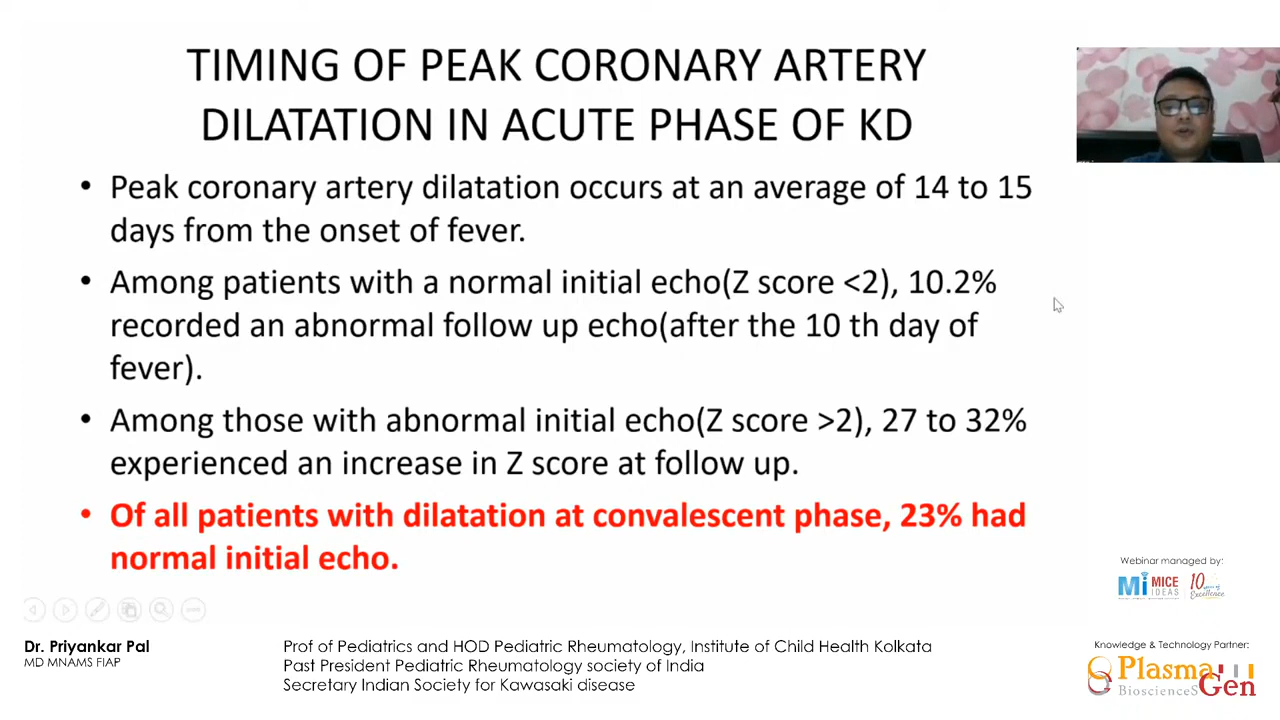 TIMING OF PEAK CORONARY ARTERY
DILATATION IN ACUTE PHASE OF KD
• Peak coronary artery dilatation occurs at an average of 14 to 15
days from the onset of fever.
• Among patients with a normal initial echo(Z score <2), 10.2%
recorded an abnormal follow up echo(after the 10 th day of
fever).
• Among those with abnormal initial echo(Z score >2), 27 to 32%
experienced an increase in Z score at follow up.
• Of all patients with dilatation at convalescent phase, 23% had
normal initial echo.
Webinar managed by:
Mi MICE IDEAS 10 years of Excellence
Dr. Priyankar Pal
MD MNAMS FIAP
Prof of Pediatrics and HOD Pediatric Rheumatology, Institute of Child Health Kolkata
Past President Pediatric Rheumatology society of India
Secretary Indian Society for Kawasaki disease
Knowledge & Technology Partner:
Plasma
BioscienceS Gen